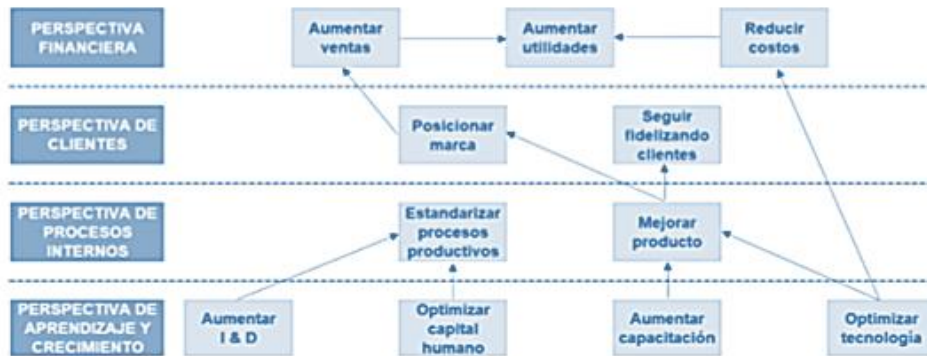 PERSPECTIVA
FINANCIERA
Aumentar
ventas
Aumentar
utilidades
Reducir
costos
PERSPECTIVA DE
CLIENTES
Posicionar
marca
Seguir
fidelizando
clientes
PERSPECTIVA DE
PROCESOS
INTERNOS
Estandarizar
procesos
productivos
Mejorar
producto
PERSPECTIVA DE
APRENDIZAJE Y
CRECIMIENTO
Aumentar
I & D
Optimizar
capital
humano
Aumentar
capacitación
Optimizar
tecnología